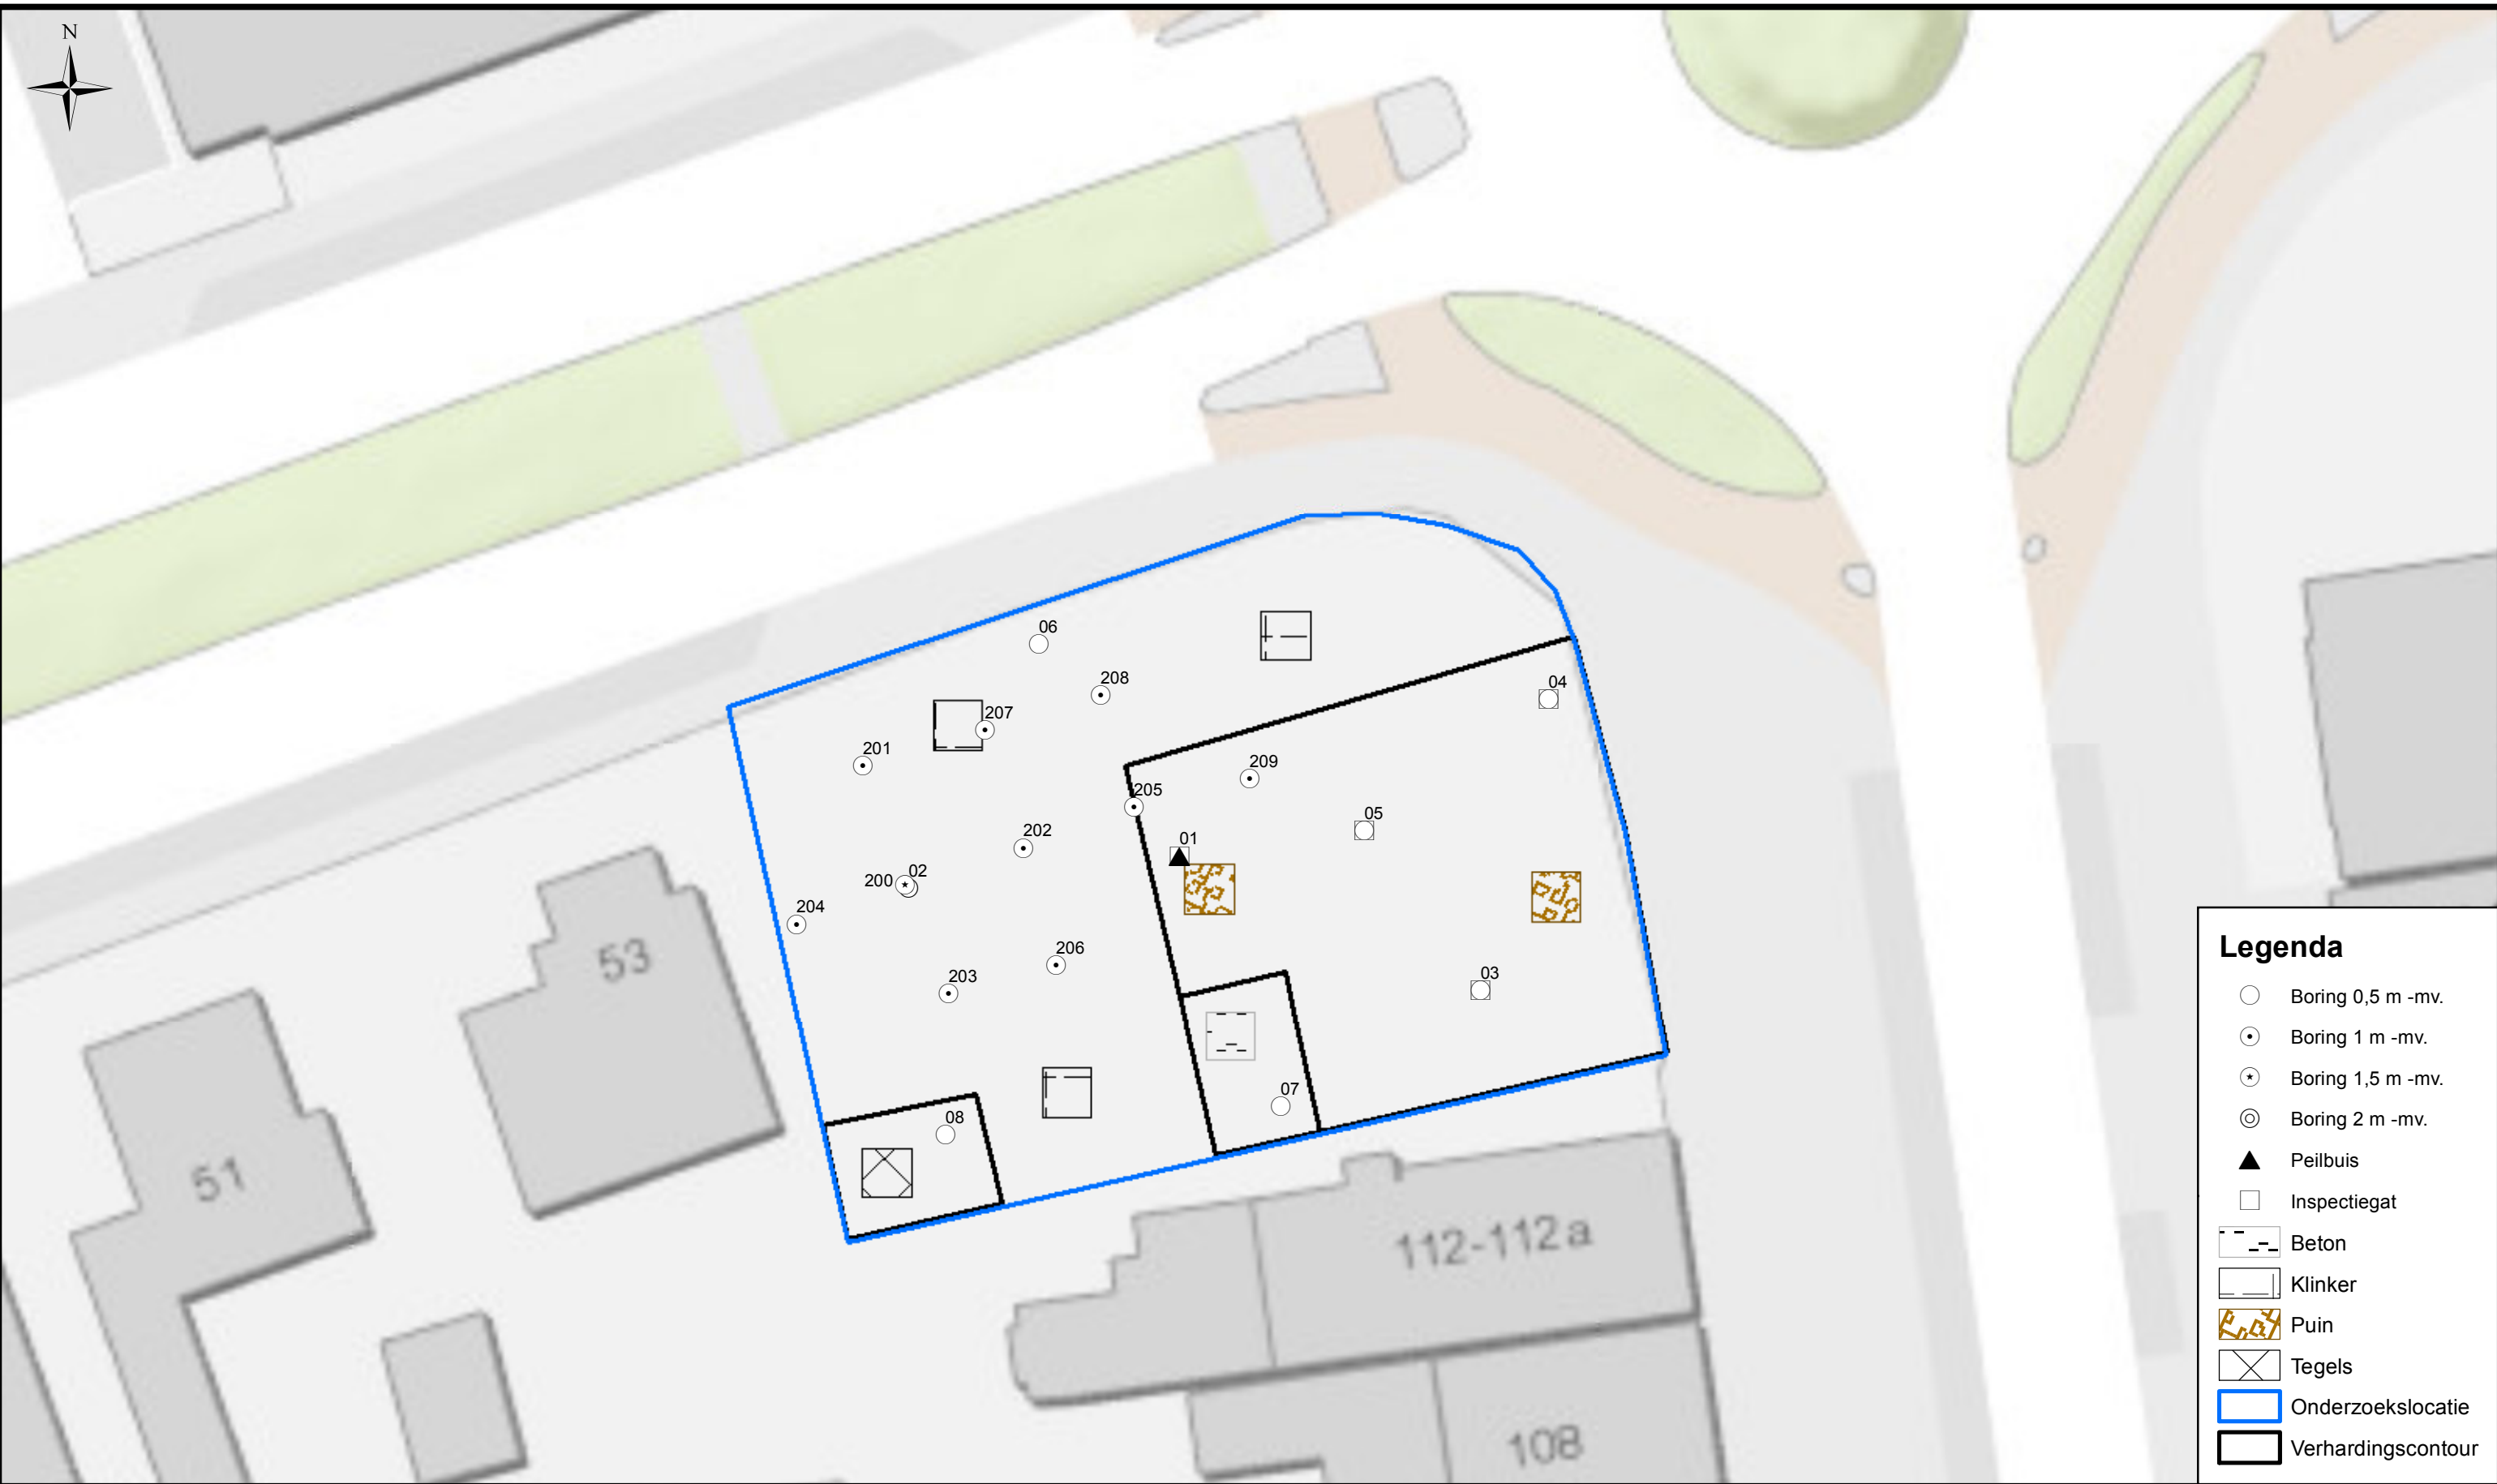 N
06
208
04
207
201
209
205
05
202
01
02
200
204
53
206
203
03
07
08
51
112-112a
108
Legenda
Boring 0,5 m -mv.
Boring 1 m -mv.
Boring 1,5 m -mv.
Boring 2 m -mv.
Peilbuis
Inspectiegat
Beton
Klinker
Puin
Tegels
Onderzoekslocatie
Verhardingscontour